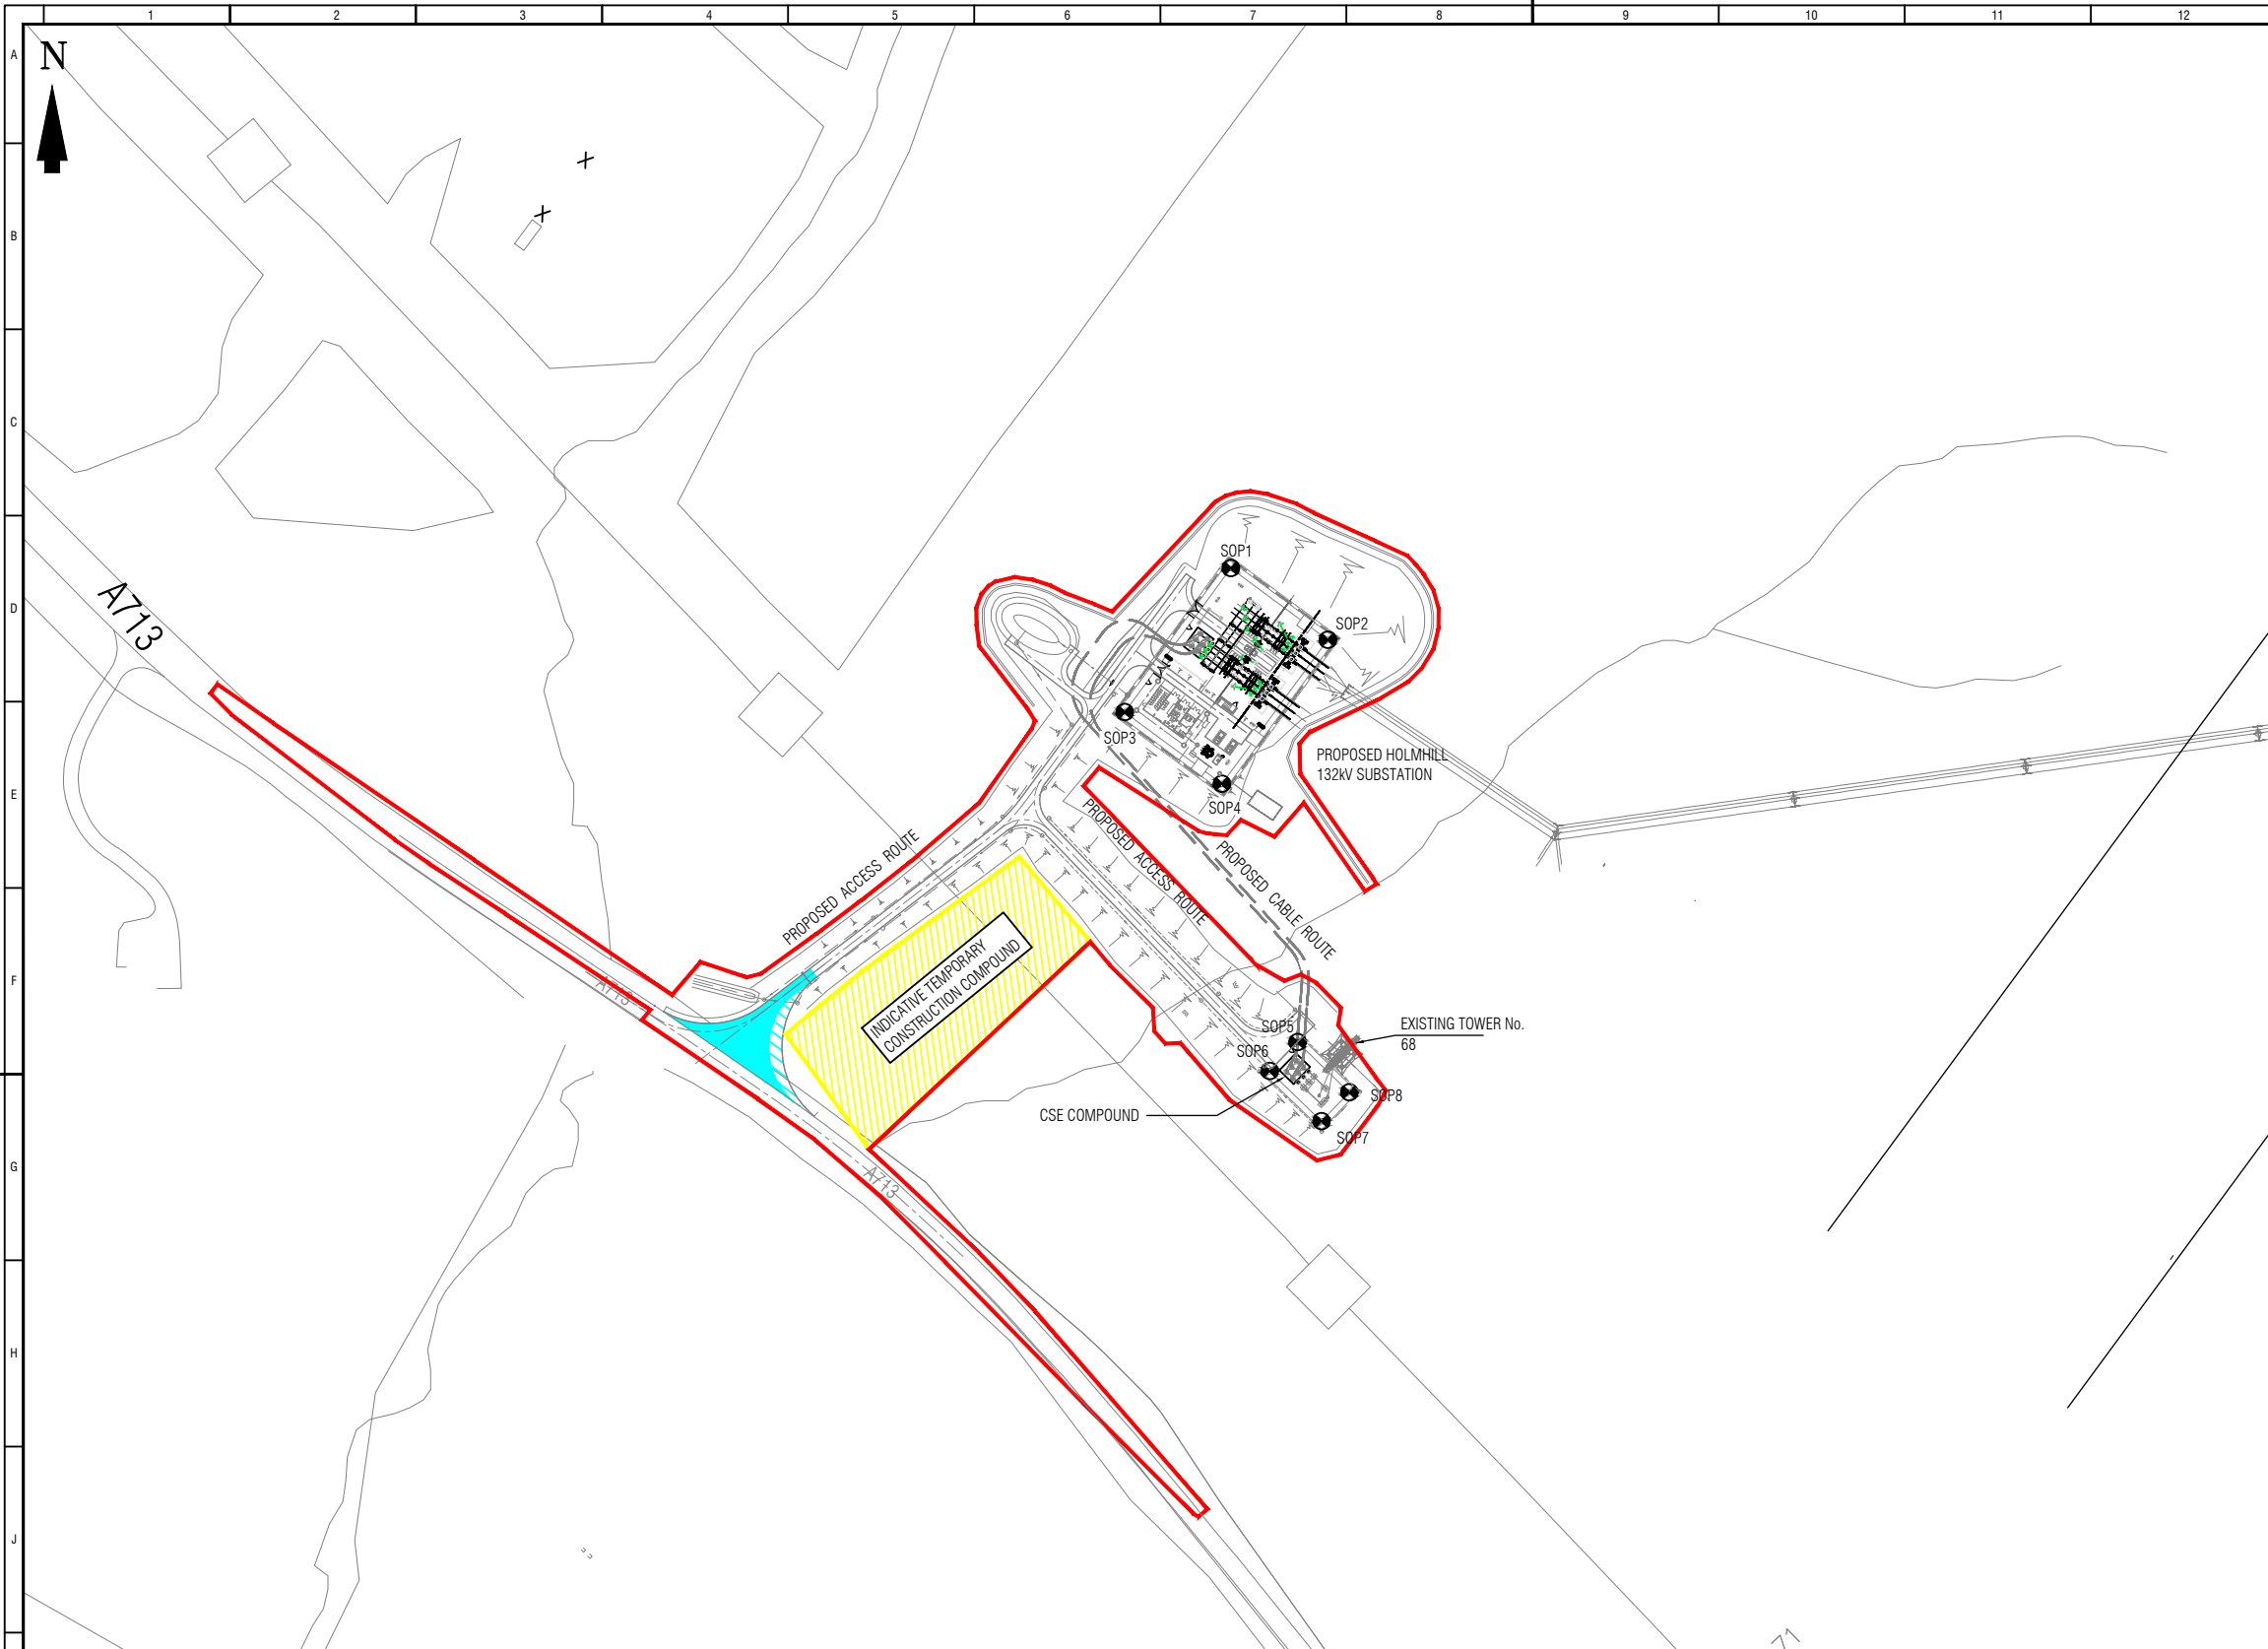 1 2 3 4 5 6 7 8 9 10 11 12
A
N
B
C
SOP1
D
A713
SOP2
SOP3
PROPOSED HOLMHILL
132kV SUBSTATION
E
SOP4
PROPOSED ACCESS ROUTE
PROPOSED ACCESS ROUTE
PROPOSED CABLE ROUTE
F
INDICATIVE TEMPORARY
CONSTRUCTION COMPOUND
A713
SOP5
EXISTING TOWER No.
68
SOP6
SOP8
CSE COMPOUND
SOP7
G
A713
H
J
71